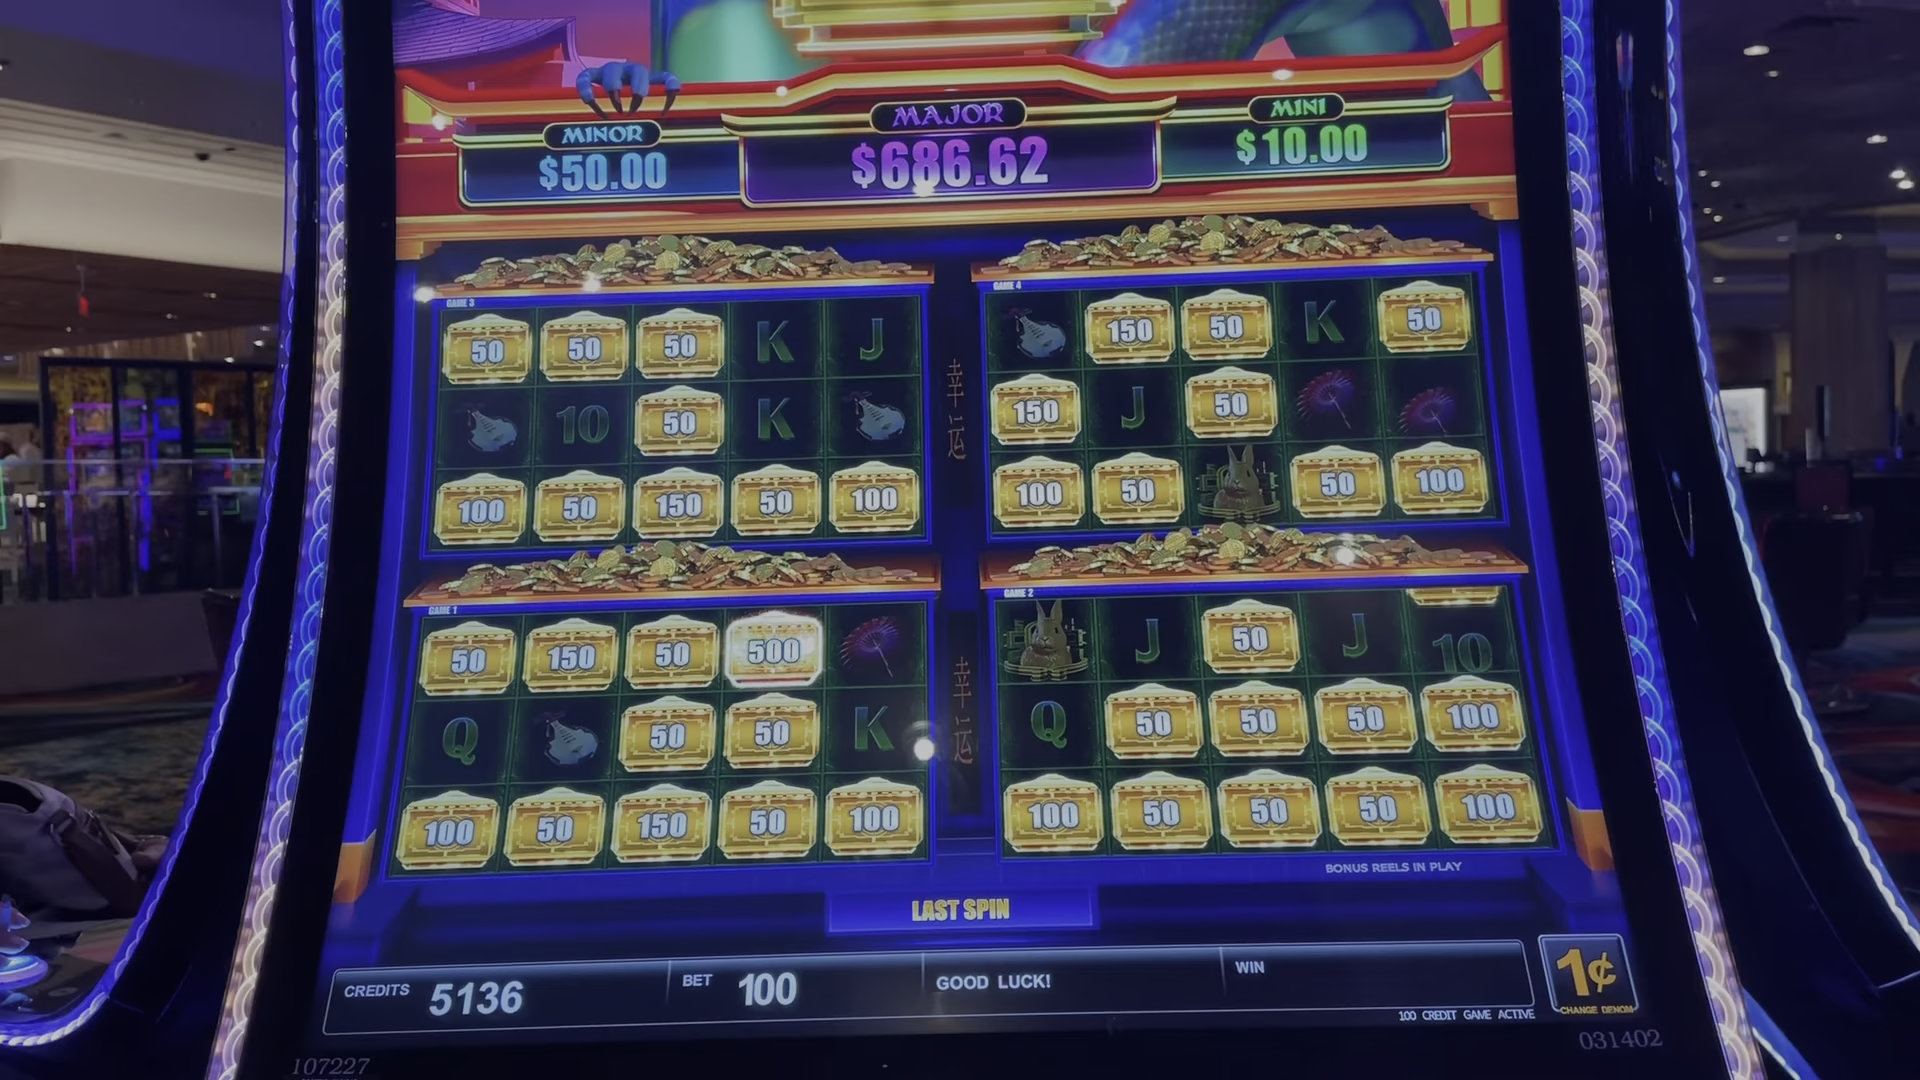 MINOR
$50.00
MAJOR
$686.62
MINI
$10.00
GAME 3
50 50 50 K J
10 50 K
100 50 150 50 100
GAME 4
150 50 K 50
150 J 50
100 50 50 100
幸运
GAME 1
50 150 50 500
Q 50 50 K
100 50 150 50 100
GAME 2
J 50 J 10
Q 50 50 50 100
100 50 50 50 100
幸运
BONUS REELS IN PLAY
LAST SPIN
CREDITS 5136
BET 100
GOOD LUCK!
WIN
1¢
CHANGE DENOM
100 CREDIT GAME ACTIVE
107227
031402